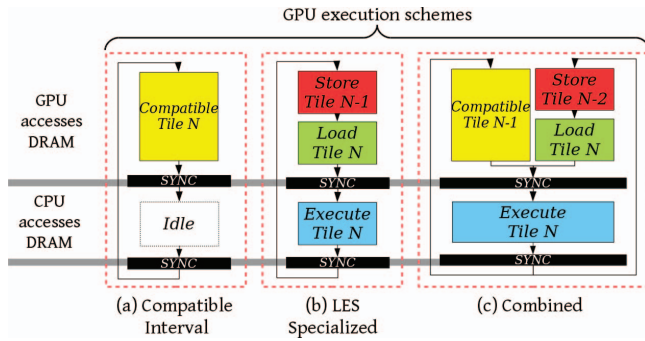 GPU execution schemes
GPU
accesses
DRAM
Compatible
Tile N
Store
Tile N-1
Load
Tile N
Compatible
Tile N-1
Store
Tile N-2
Load
Tile N
SYNC
SYNC
SYNC
CPU
accesses
DRAM
Idle
Execute
Tile N
Execute
Tile N
SYNC
SYNC
SYNC
(a) Compatible
Interval
(b) LES
Specialized
(c) Combined